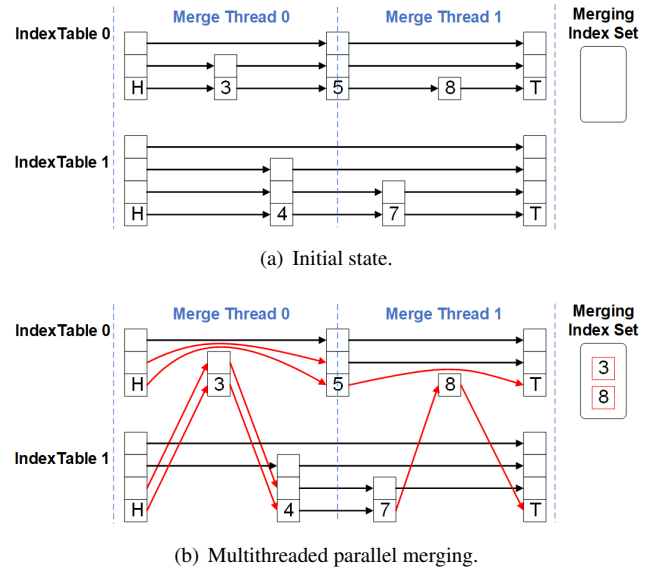 Merge Thread 0
Merge Thread 1
Merging
Index Set
IndexTable 0
H
3
5
8
T
IndexTable 1
H
4
7
T
(a) Initial state.
Merge Thread 0
Merge Thread 1
Merging
Index Set
IndexTable 0
H
3
5
8
T
3
8
IndexTable 1
H
4
7
T
(b) Multithreaded parallel merging.